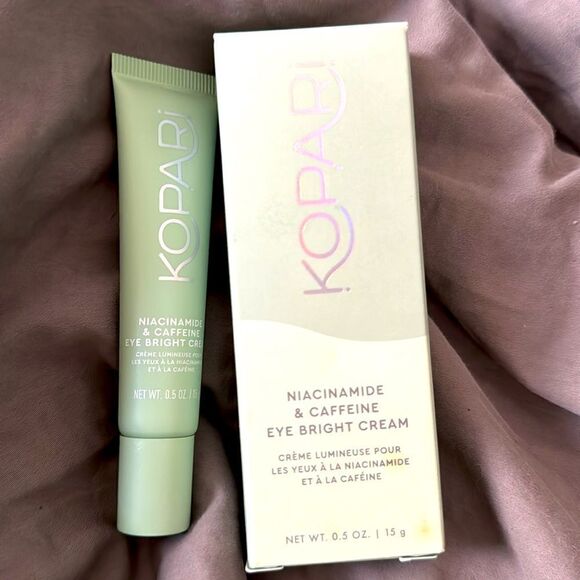 KOPARI
NIACINAMIDE
& CAFFEINE
EYE BRIGHT
CRÈME LUMINEUSE POUR
LES YEUX À LA
ET À LA CAFÉINE
NET WT. 0.5 OZ. /
KOPARI
NIACINAMIDE
& CAFFEINE
EYE BRIGHT CREAM
CRÈME LUMINEUSE POUR
LES YEUX À LA NIACINAMIDE
ET À LA CAFÉINE
NET WT. 0.5 OZ. | 15 g